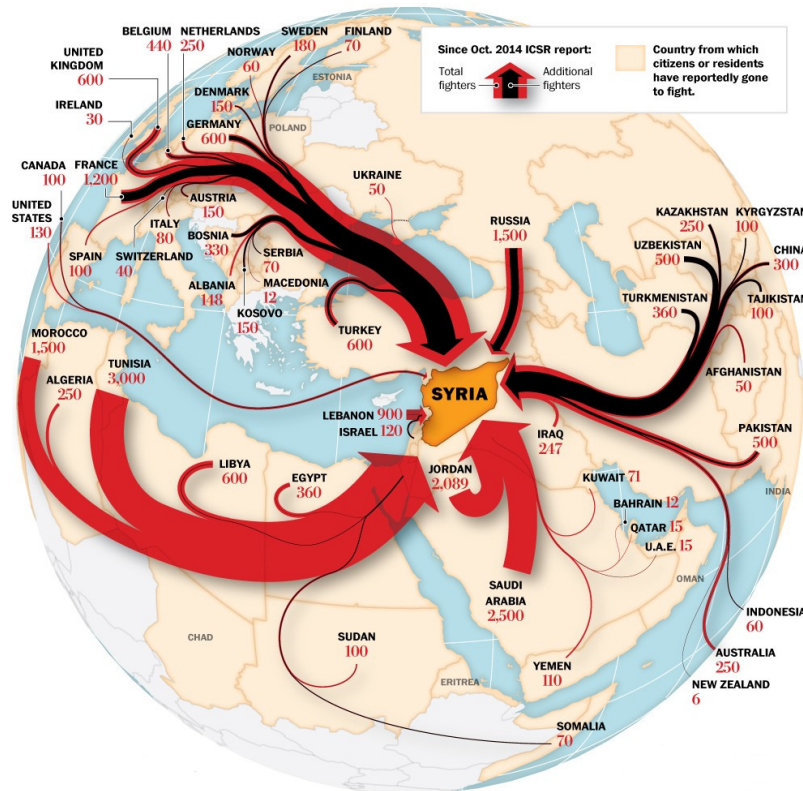 BELGIUM
440
NETHERLANDS
250
SWEDEN
180
FINLAND
70
NORWAY
60
UNITED
KINGDOM
600
ESTONIA
IRELAND
30
DENMARK
150
GERMANY
600
POLAND
CANADA
100
FRANCE
1,200
UNITED
STATES
130
AUSTRIA
150
ITALY
80
BOSNIA
330
SPAIN
100
SWITZERLAND
40
SERBIA
70
ALBANIA
148
MACEDONIA
12
KOSOVO
150
UKRAINE
50
RUSSIA
1,500
TURKEY
600
Since Oct. 2014 ICSR report:
Total
fighters
Additional
fighters
Country from which
citizens or residents
have reportedly gone
to fight.
KAZAKHSTAN
250
KYRGYZSTAN
100
UZBEKISTAN
500
CHINA
300
TURKMENISTAN
360
TAJIKISTAN
100
AFGHANISTAN
50
PAKISTAN
500
INDIA
MOROCCO
1,500
ALGERIA
250
TUNISIA
3,000
SYRIA
LEBANON 900
ISRAEL 120
IRAQ
247
LIBYA
600
EGYPT
360
JORDAN
2,089
KUWAIT 71
BAHRAIN 12
QATAR 15
U.A.E. 15
OMAN
SAUDI
ARABIA
2,500
INDONESIA
60
CHAD
SUDAN
100
ERITREA
YEMEN
110
AUSTRALIA
250
NEW ZEALAND
6
SOMALIA
70